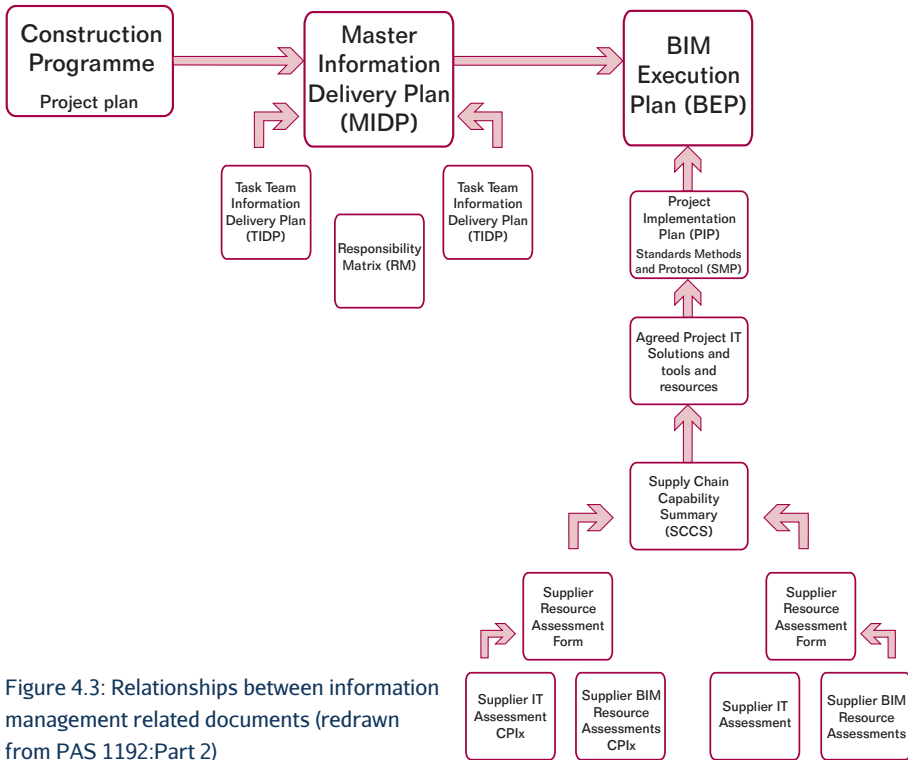 Construction
Programme
Project plan
Master
Information
Delivery Plan
(MIDP)
BIM
Execution
Plan (BEP)
Task Team
Information
Delivery Plan
(TIDP)
Responsibility
Matrix (RM)
Task Team
Information
Delivery Plan
(TIDP)
Project
Implementation
Plan (PIP)
Standards Methods
and Protocol (SMP)
Agreed Project IT
Solutions and
tools and
resources
Supply Chain
Capability
Summary
(SCCS)
Supplier
Resource
Assessment
Form
Supplier
Resource
Assessment
Form
Supplier IT
Assessment
CPIx
Supplier BIM
Resource
Assessments
CPIx
Supplier IT
Assessment
Supplier BIM
Resource
Assessments
Figure 4.3: Relationships between information
management related documents (redrawn
from PAS 1192:Part 2)